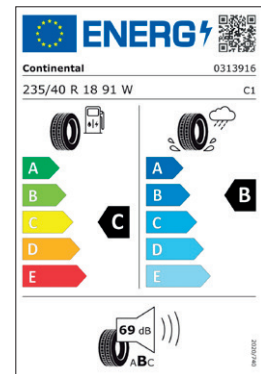 ENERG
Continental 0313916
235/40 R 18 91 W C1
A A
B B B
C C C
D D
E E
69 dB
ABC
2020/740